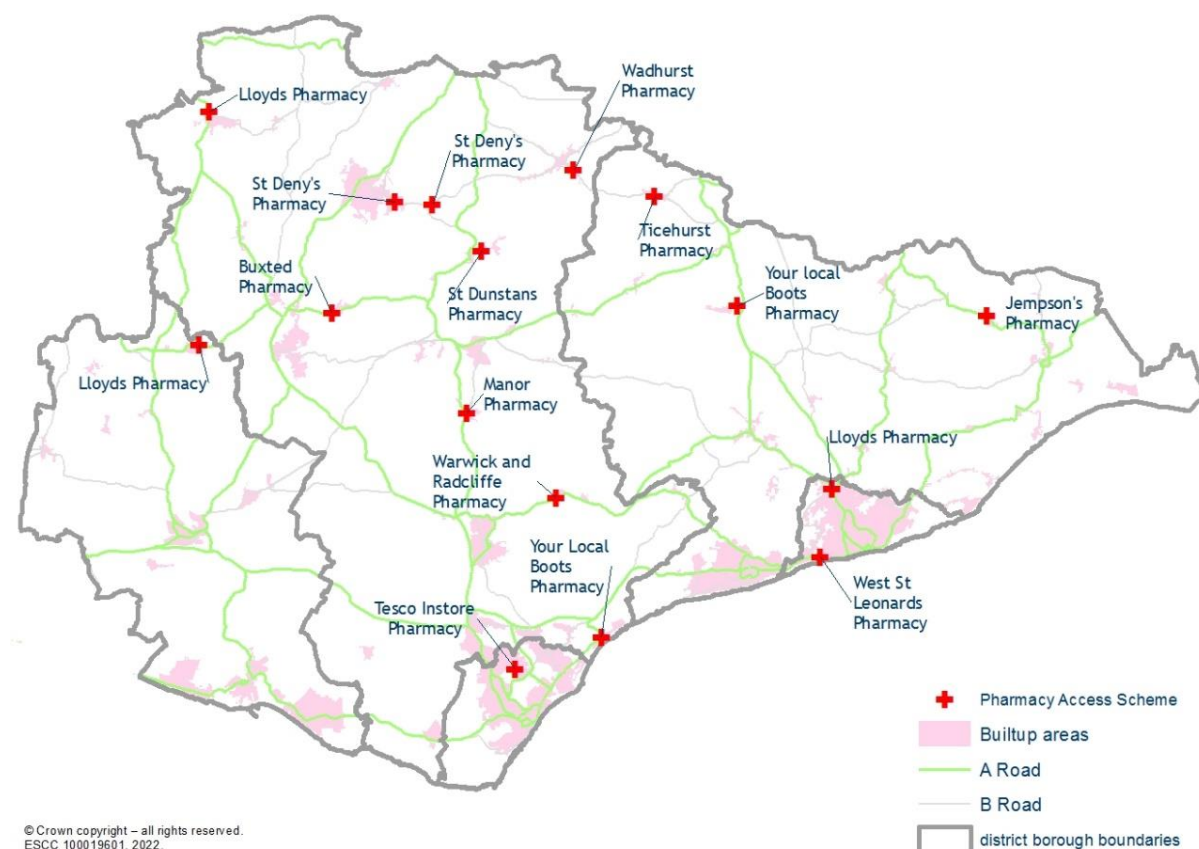 Wadhurst
Pharmacy
Lloyds Pharmacy
St Deny's
Pharmacy
St Deny's
Pharmacy
Ticehurst
Pharmacy
Buxted
Pharmacy
St Dunstans
Pharmacy
Your local
Boots
Pharmacy
Jempson's
Pharmacy
Lloyds Pharmacy
Manor
Pharmacy
Lloyds Pharmacy
Warwick and
Radcliffe
Pharmacy
Your Local
Boots
Pharmacy
West St
Leonards
Pharmacy
Tesco Instore
Pharmacy
Pharmacy Access Scheme
Builtup areas
A Road
B Road
district borough boundaries
© Crown copyright – all rights reserved.
ESCC 100019601, 2022.